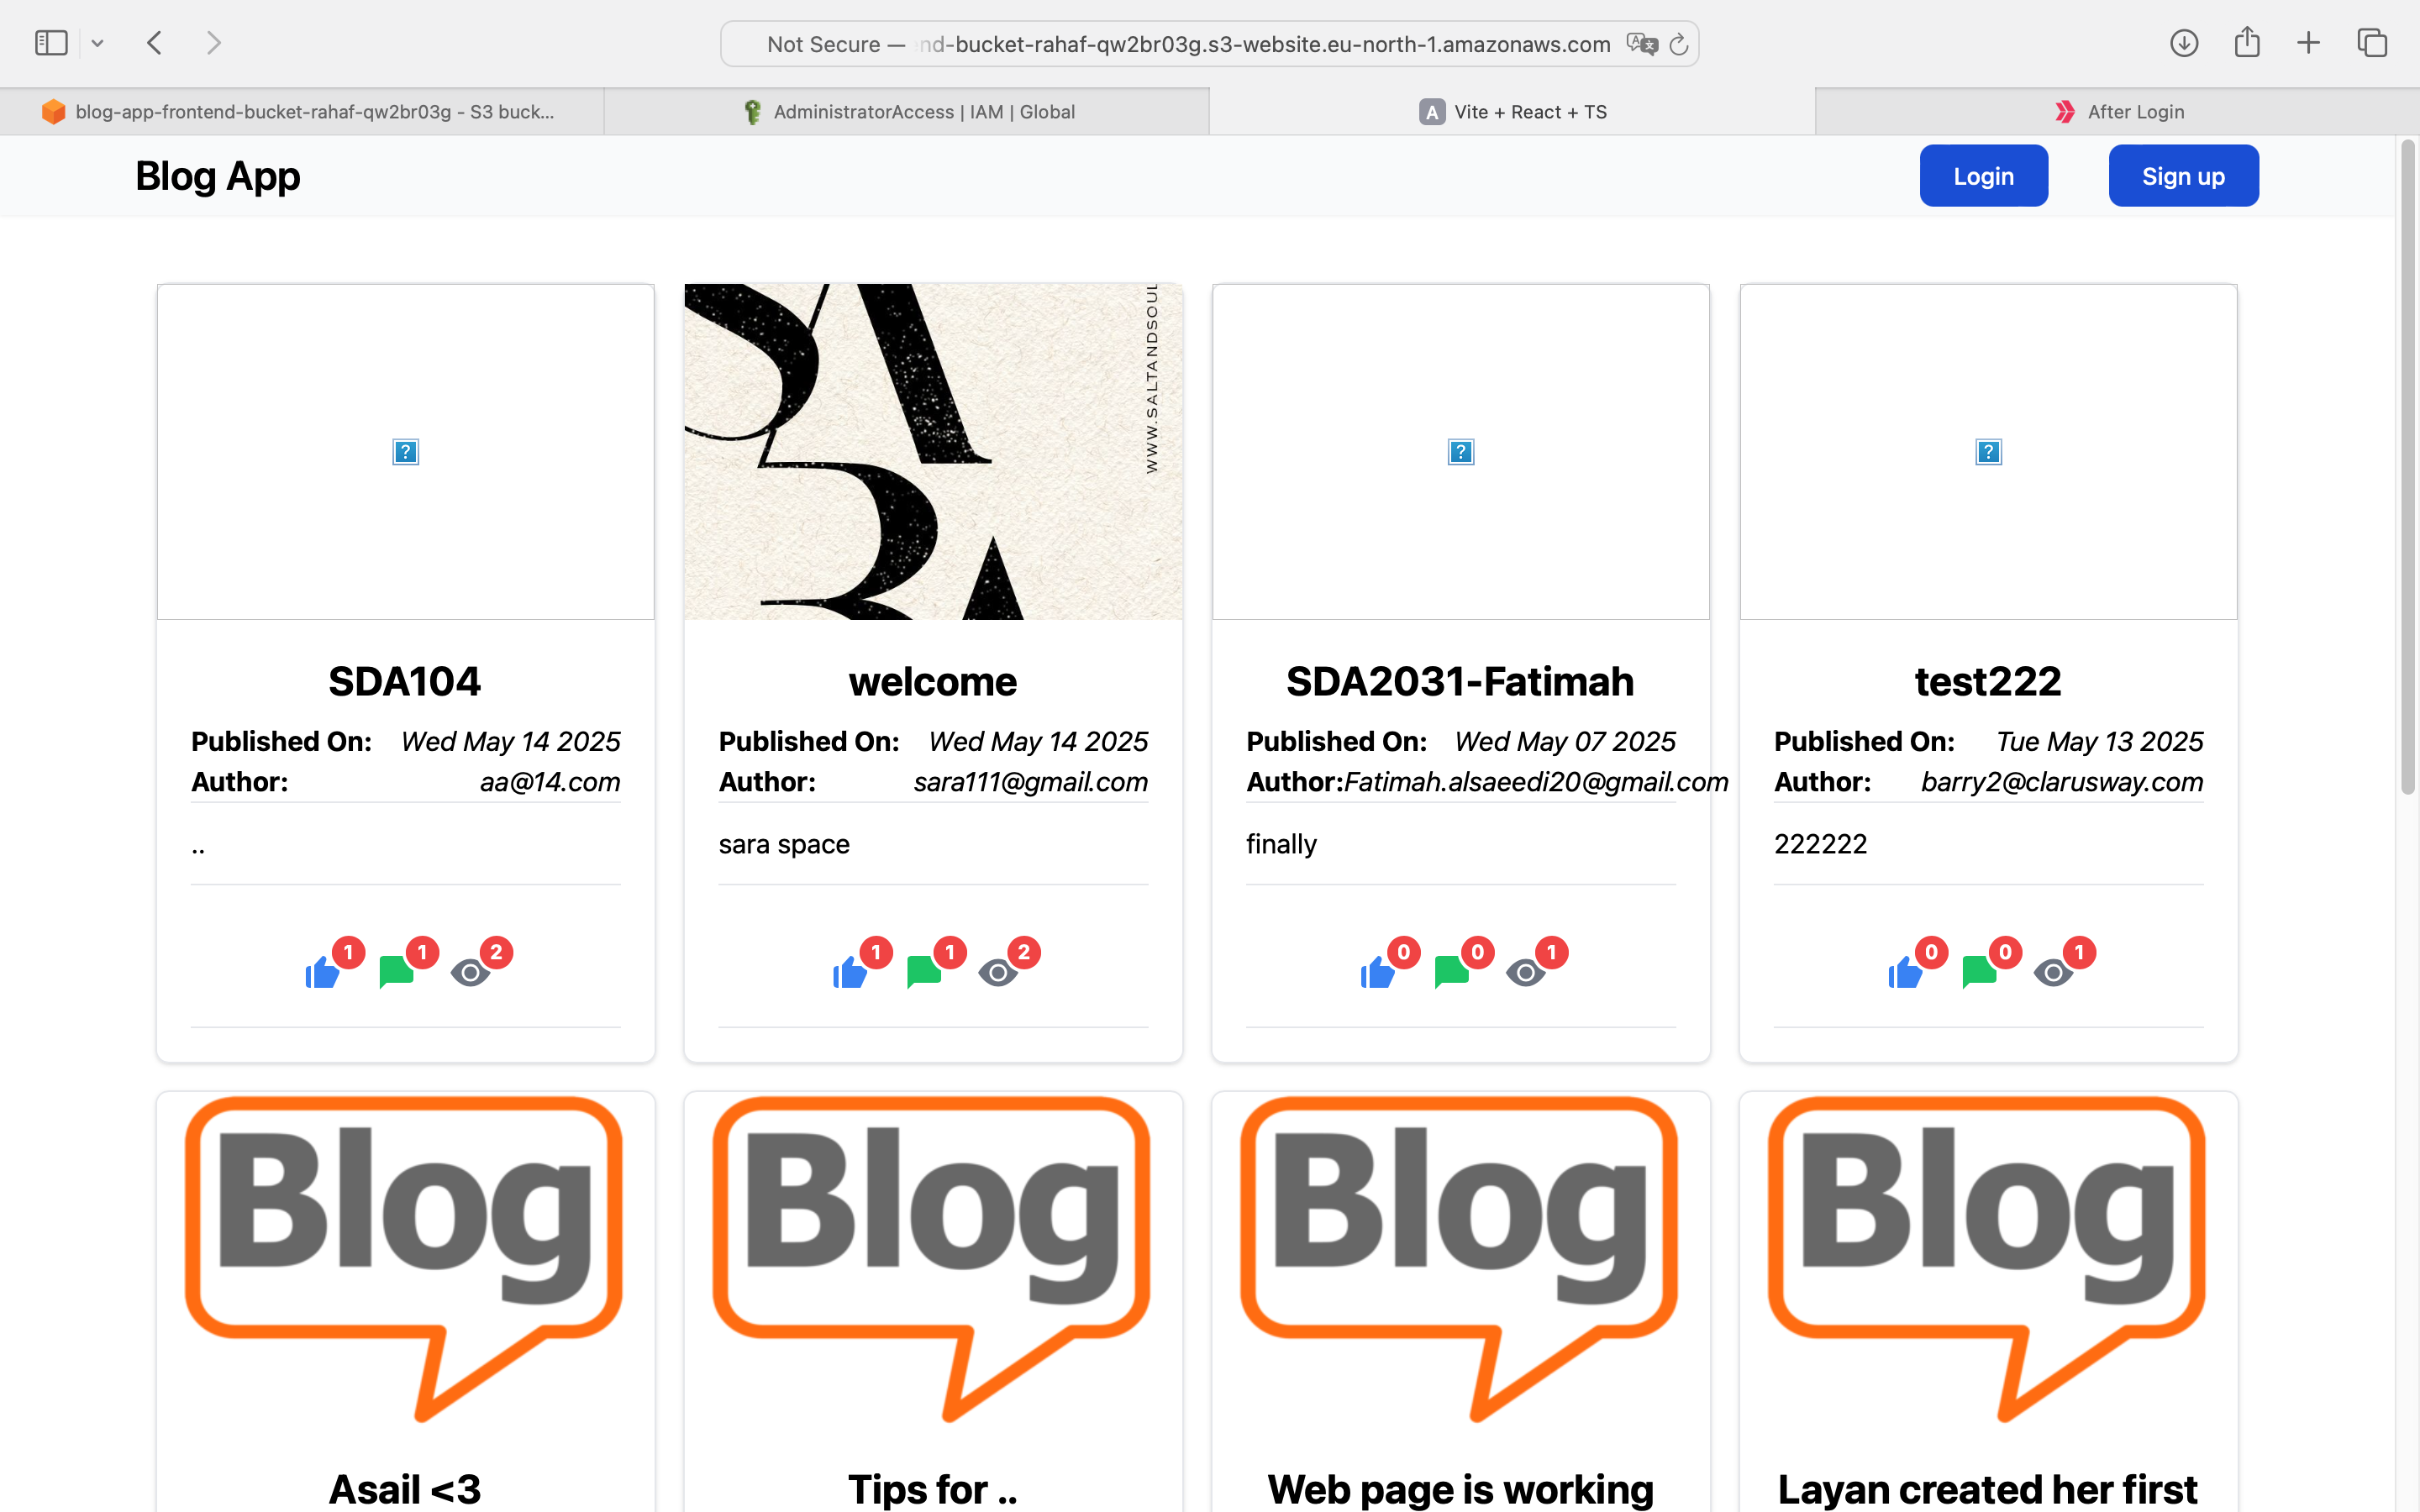 Not Secure — nd-bucket-rahaf-qw2br03g.s3-website.eu-north-1.amazonaws.com
blog-app-frontend-bucket-rahaf-qw2br03g - S3 buck...
AdministratorAccess | IAM | Global
A Vite + React + TS
After Login
Blog App
Login
Sign up
WWW.SALTANDSOUL
SDA104
Published On: Wed May 14 2025
Author: aa@14.com
..
1 1 2
welcome
Published On: Wed May 14 2025
Author: sara111@gmail.com
sara space
1 1 2
SDA2031-Fatimah
Published On: Wed May 07 2025
Author:Fatimah.alsaeedi20@gmail.com
finally
0 0 1
test222
Published On: Tue May 13 2025
Author: barry2@clarusway.com
222222
0 0 1
Blog
Asail <3
Blog
Tips for ..
Blog
Web page is working
Blog
Layan created her first